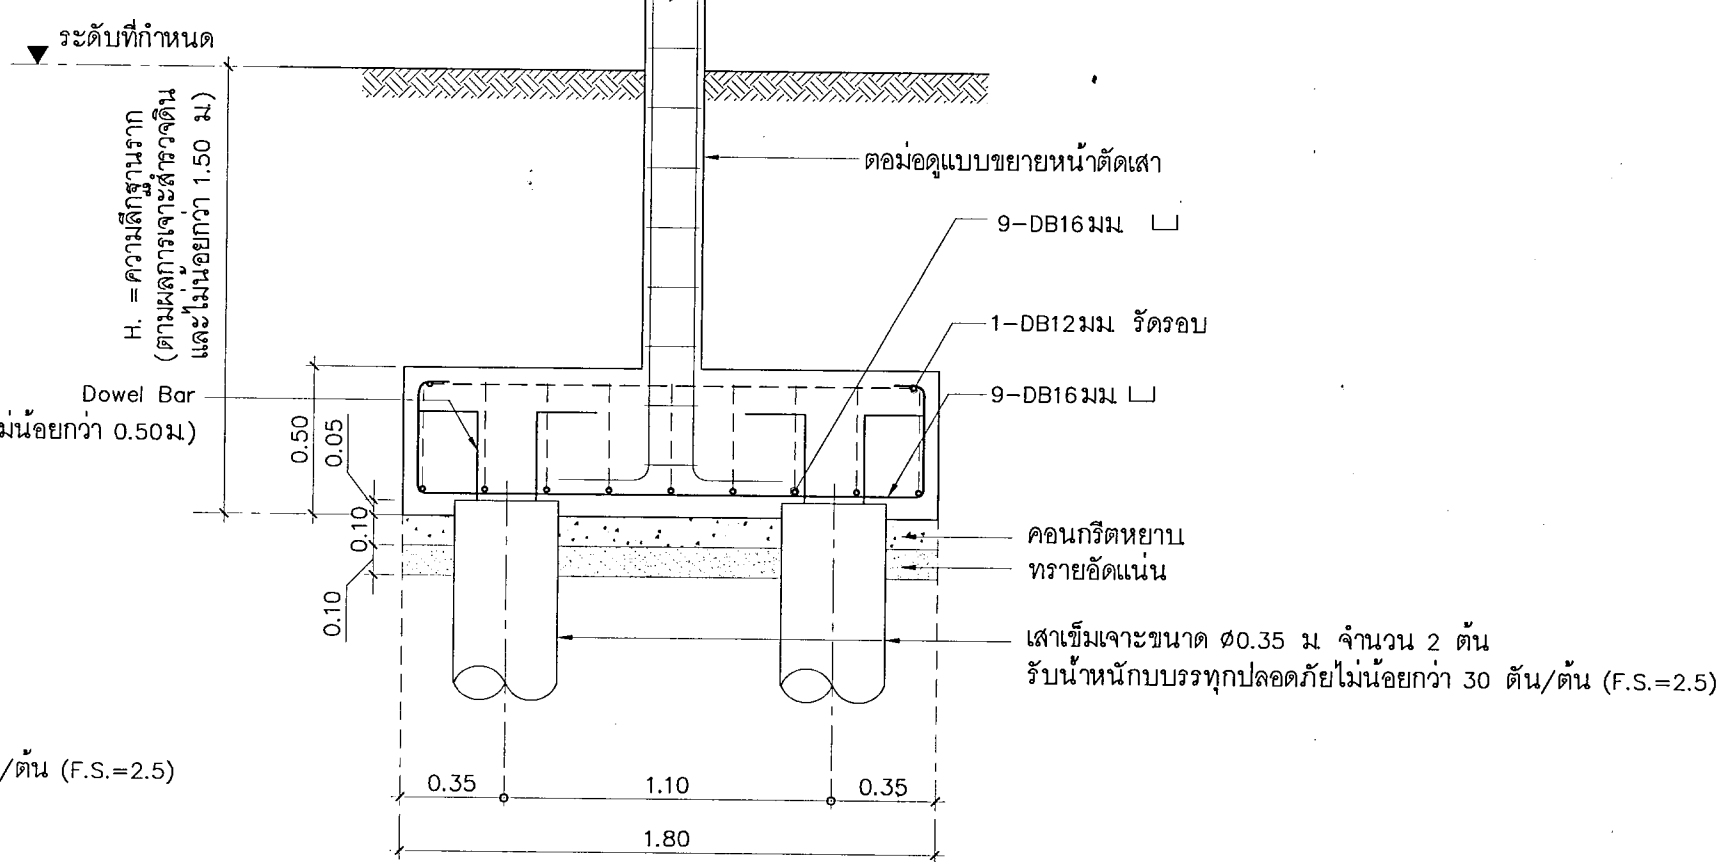 ระดับที่กำหนด
H. =ความลึกฐานราก
(ตามผลการเจาะสำรวจดิน
และไม่น้อยกว่า 1.50 ม.)
ตอม่อดูแบบขยายหน้าตัดเสา
9-DB16มม.
1-DB12มม. รัดรอบ
Dowel Bar
ม่น้อยกว่า 0.50ม.)
9-DB16มม.
0.50
0.05
0.10
0.10
คอนกรีตหยาบ
ทรายอัดแน่น
เสาเข็มเจาะขนาด Ø0.35 ม. จำนวน 2 ต้น
รับน้ำหนักบบรรทุกปลอดภัยไม่น้อยกว่า 30 ตัน/ต้น (F.S.=2.5)
/ต้น (F.S.=2.5)
0.35
1.10
0.35
1.80